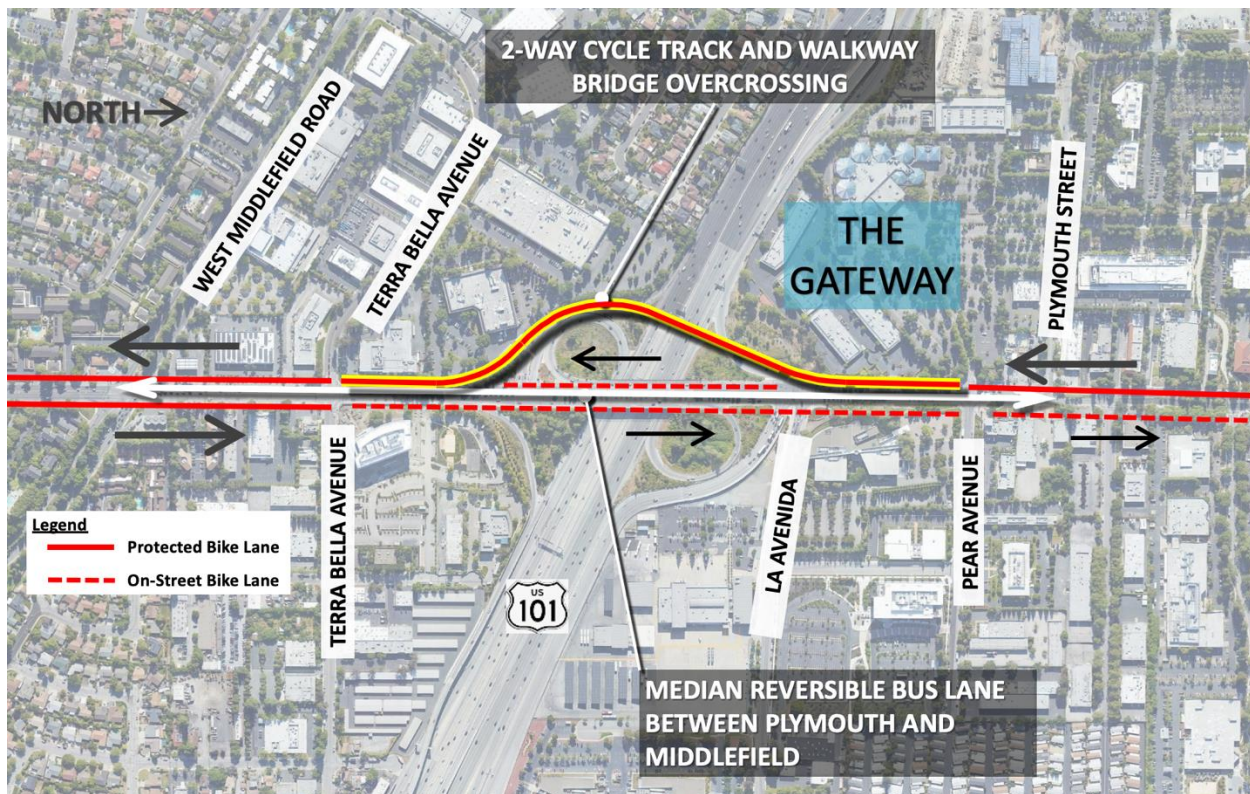 2-WAY CYCLE TRACK AND WALKWAY
BRIDGE OVERCROSSING
NORTH
WEST MIDDLEFIELD ROAD
TERRA BELLA AVENUE
THE
GATEWAY
PLYMOUTH STREET
Legend
Protected Bike Lane
On-Street Bike Lane
TERRA BELLA AVENUE
US
101
LA AVENIDA
PEAR AVENUE
MEDIAN REVERSIBLE BUS LANE
BETWEEN PLYMOUTH AND
MIDDLEFIELD